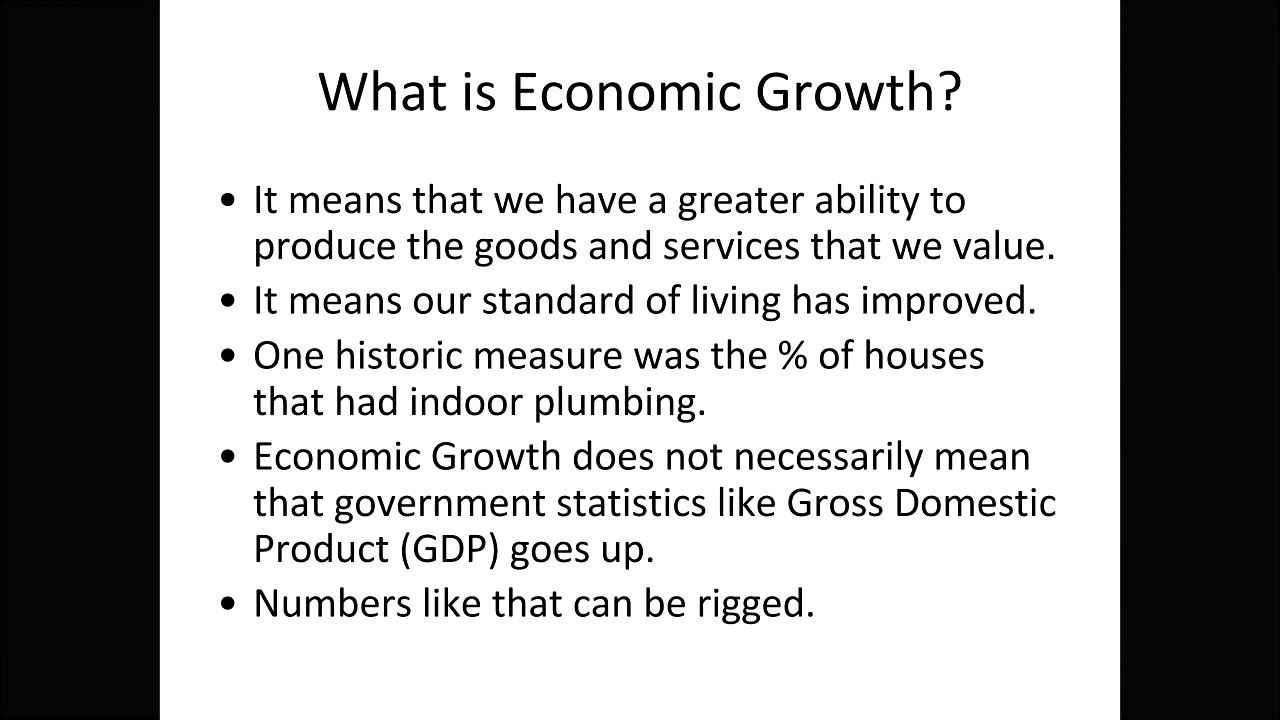 What is Economic Growth?
• It means that we have a greater ability to
produce the goods and services that we value.
• It means our standard of living has improved.
• One historic measure was the % of houses
that had indoor plumbing.
• Economic Growth does not necessarily mean
that government statistics like Gross Domestic
Product (GDP) goes up.
• Numbers like that can be rigged.